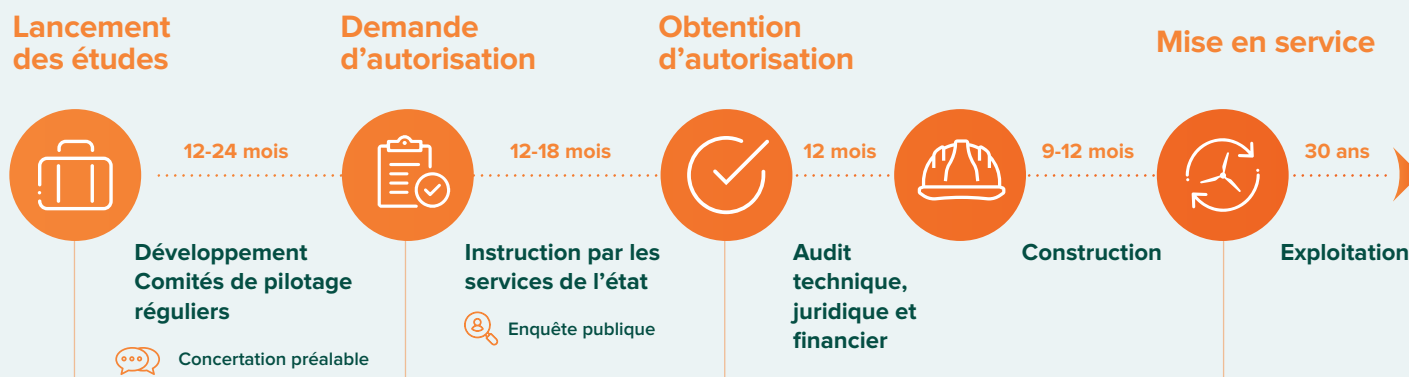 Lancement
des études
Demande
d'autorisation
Obtention
d'autorisation
Mise en service
12-24 mois
12-18 mois
12 mois
9-12 mois
30 ans
Développement
Comités de pilotage
réguliers
Concertation préalable
Instruction par les
services de l'état
Enquête publique
Audit
technique,
juridique et
financier
Construction
Exploitation